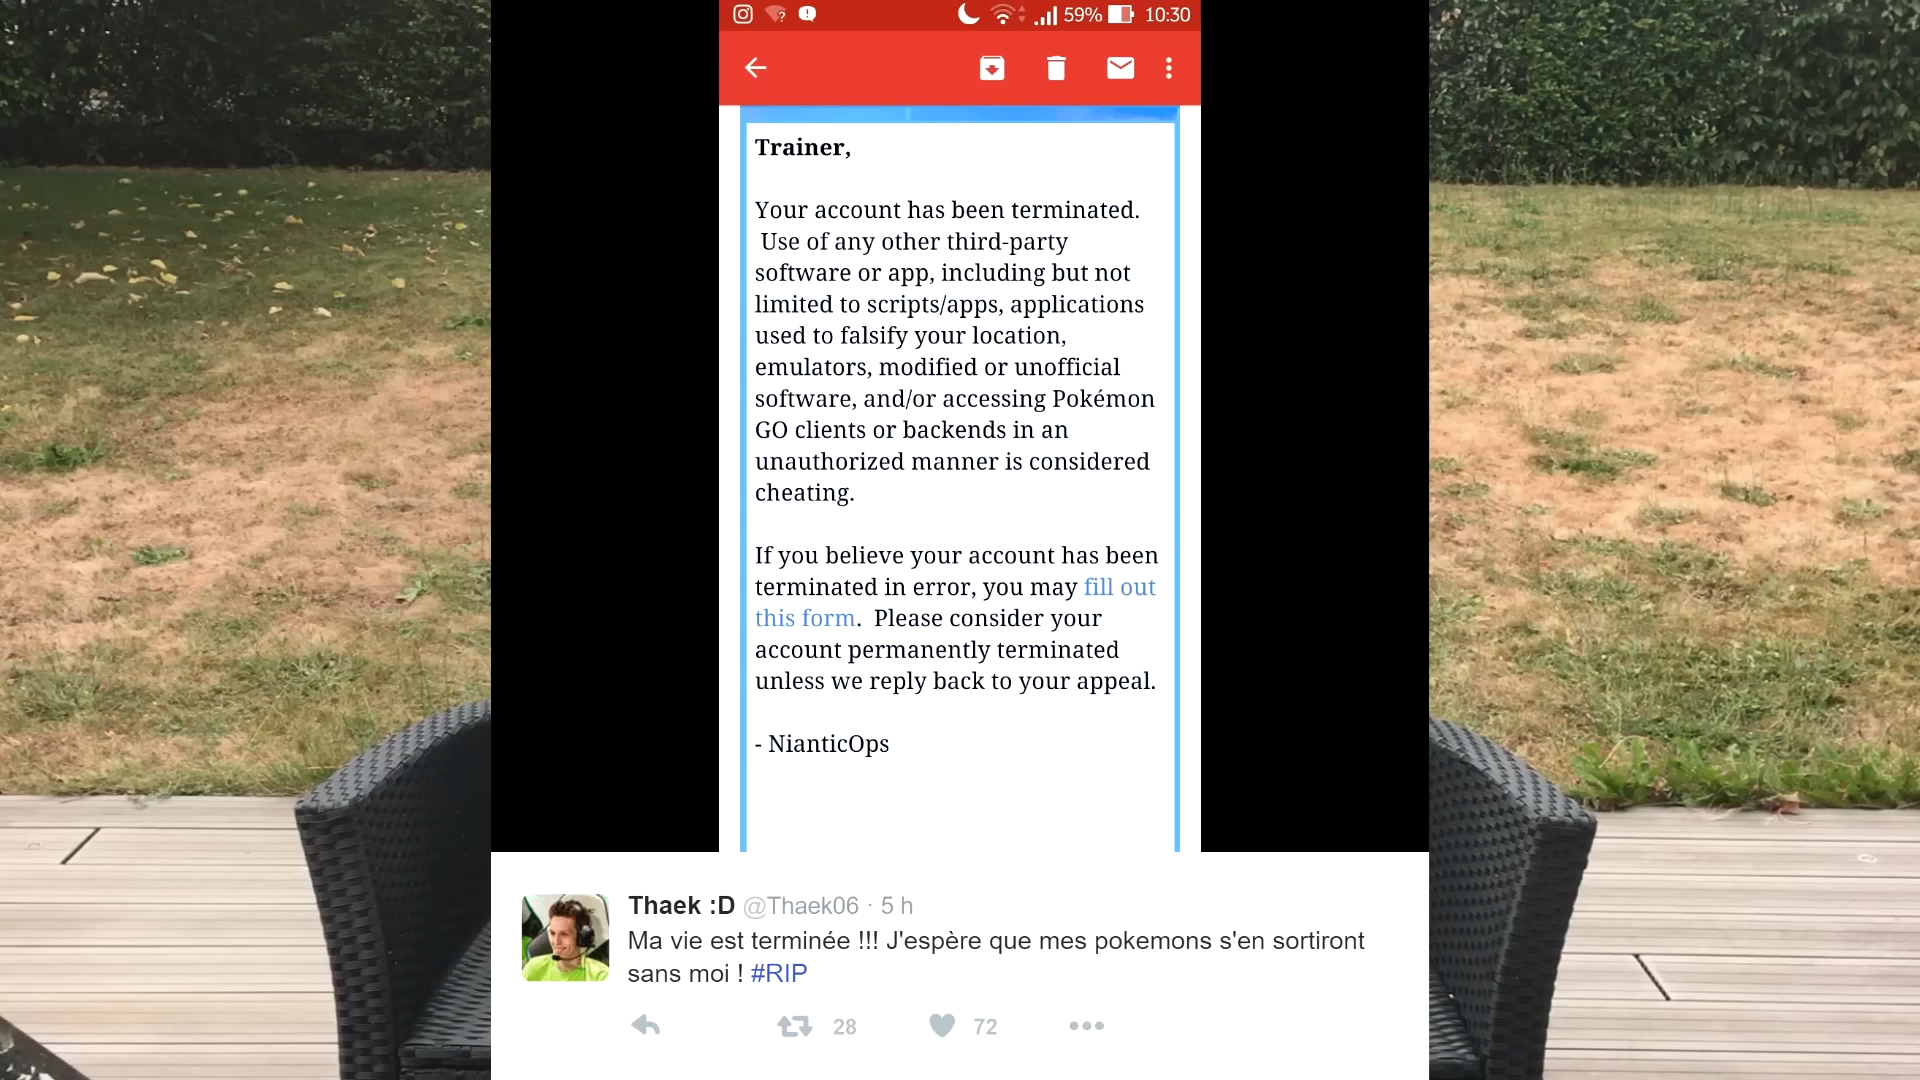 59% 10:30
Trainer,
Your account has been terminated.
Use of any other third-party
software or app, including but not
limited to scripts/apps, applications
used to falsify your location,
emulators, modified or unofficial
software, and/or accessing Pokémon
GO clients or backends in an
unauthorized manner is considered
cheating.
If you believe your account has been
terminated in error, you may fill out
this form.  Please consider your
account permanently terminated
unless we reply back to your appeal.
- NianticOps
Thaek :D @Thaek06 · 5 h
Ma vie est terminée !!! J'espère que mes pokemons s'en sortiront
sans moi ! #RIP
28 72